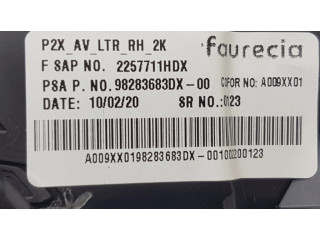 P2X_AV_LTR_RH_2K faurecia
F SAP NO. 2257711HDX
PSA P. NO.98283683DX-00 COFOR NO: A009XX01
DATE: 10/02/20 SR NO.:0123
A009XX0198283683DX-00100200123